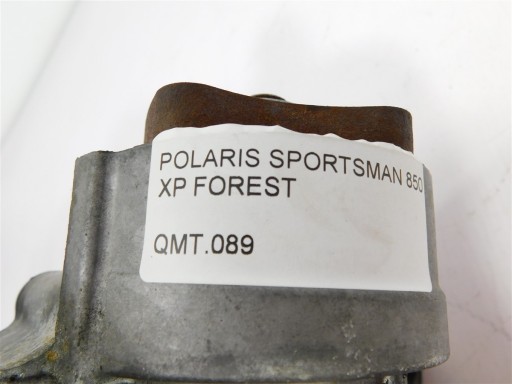 POLARIS SPORTSMAN 850
XP FOREST
QMT.089